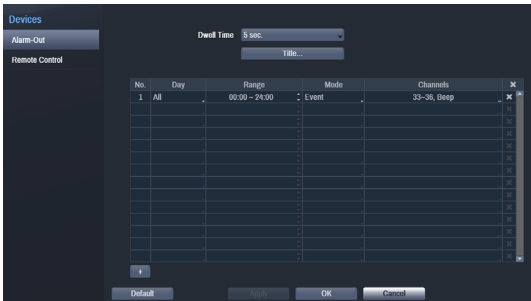 Devices
Alarm-Out
Remote Control
Dwell Time 5 sec.
Title...
No. Day Range Mode Channels ×
1 All 00:00 ~ 24:00 Event 33~36, Beep ×
+
Default Apply OK Cancel